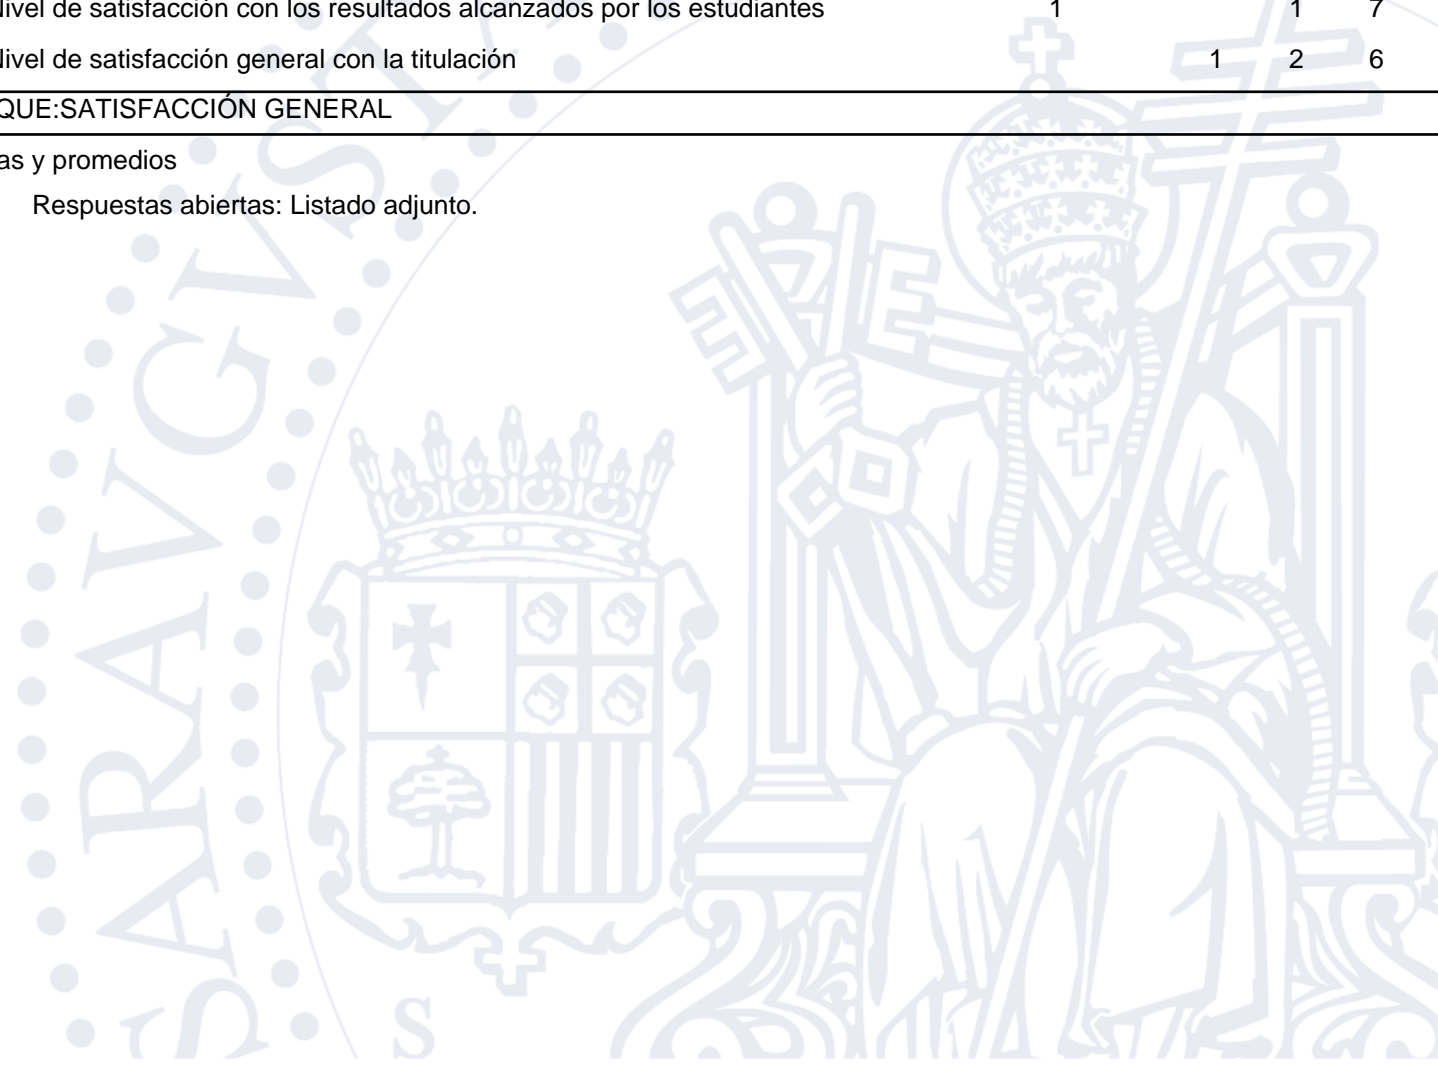 Nivel de satisfacción con los resultados alcanzados por los estudiantes 1 1 7
Nivel de satisfacción general con la titulación 1 2 6
QUE:SATISFACCIÓN GENERAL
as y promedios
Respuestas abiertas: Listado adjunto.
SARAVGVSTA
S